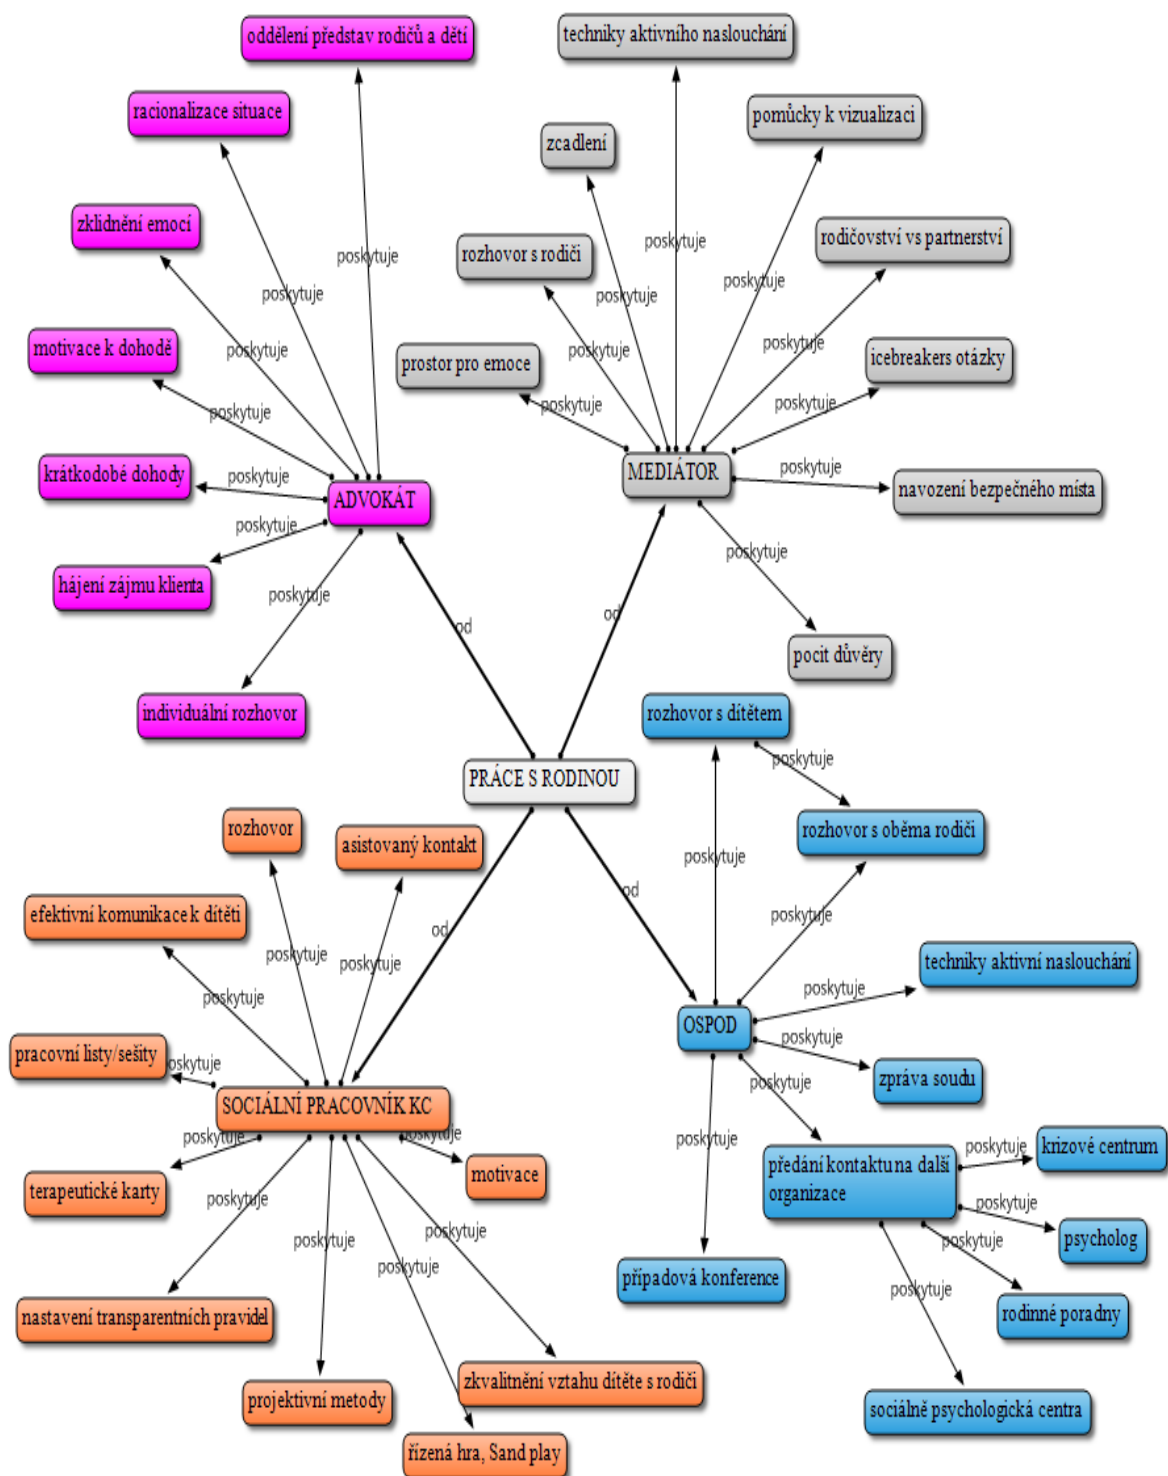 oddělení představ rodičů a dětí
techniky aktivního naslouchání
racionalizace situace
pomůcky k vizualizaci
zcadlení
zklidnění emocí
rodičovství vs partnerství
rozhovor s rodiči
poskytuje
poskytuje
poskytuje
poskytuje
poskytuje
motivace k dohodě
poskytuje
poskytuje
poskytuje
prostor pro emoce
icebreakers otázky
poskytuje
poskytuje
poskytuje
krátkodobé dohody
poskytuje
MEDIÁTOR
poskytuje
navození bezpečného místa
ADVOKÁT
poskytuje
poskytuje
hájení zájmu klienta
poskytuje
od
od
pocit důvěry
individuální rozhovor
rozhovor s dítětem
poskytuje
PRÁCE S RODINOU
rozhovor
asistovaný kontakt
rozhovor s oběma rodiči
poskytuje
od
efektivní komunikace k dítěti
od
poskytuje
poskytuje
poskytuje
techniky aktivní naslouchání
poskytuje
poskytuje
OSPOD
pracovní listy/sešity
poskytuje
poskytuje
zpráva soudu
poskytuje
SOCIÁLNÍ PRACOVNÍK KC
poskytuje
poskytuje
poskytuje
poskytuje
krizové centrum
předání kontaktu na další
organizace
motivace
terapeutické karty
poskytuje
poskytuje
poskytuje
psycholog
poskytuje
poskytuje
poskytuje
případová konference
poskytuje
nastavení transparentních pravidel
rodinné poradny
zkvalitnění vztahu dítěte s rodiči
projektivní metody
sociálně psychologická centra
řízená hra, Sand play